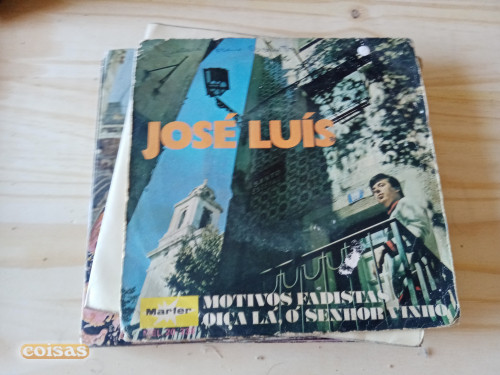 JOSÉ LUÍS
MOTIVOS FADISTAS
OIÇA LÁ, Ó SENHOR VINHO
Marfer
coisas